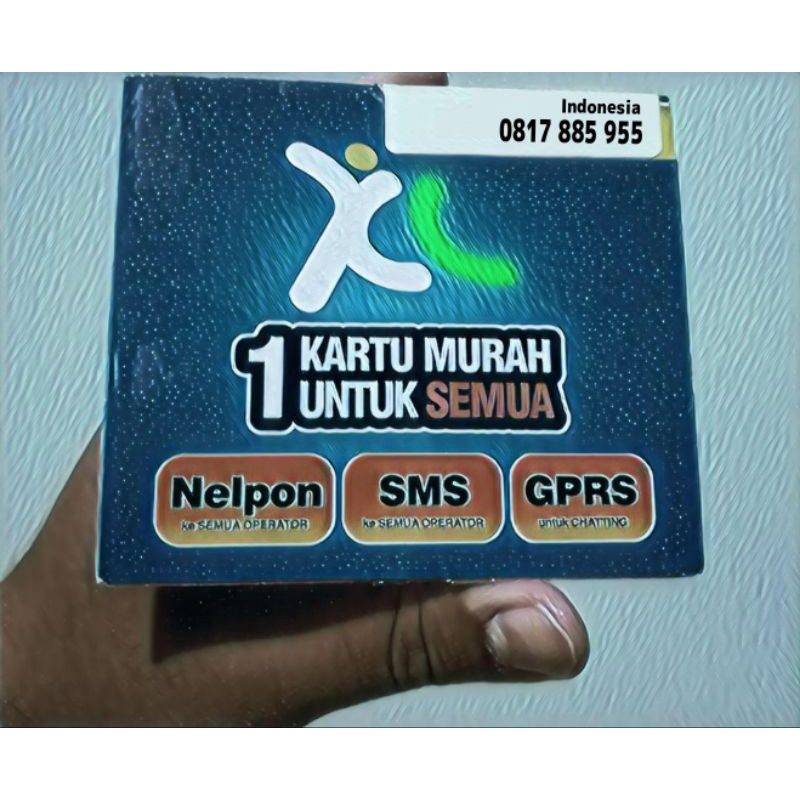 Indonesia
0817 885 955
XL
1 KARTU MURAH
UNTUK SEMUA
Nelpon
ke SEMUA OPERATOR
SMS
ke SEMUA OPERATOR
GPRS
untuk CHATTING